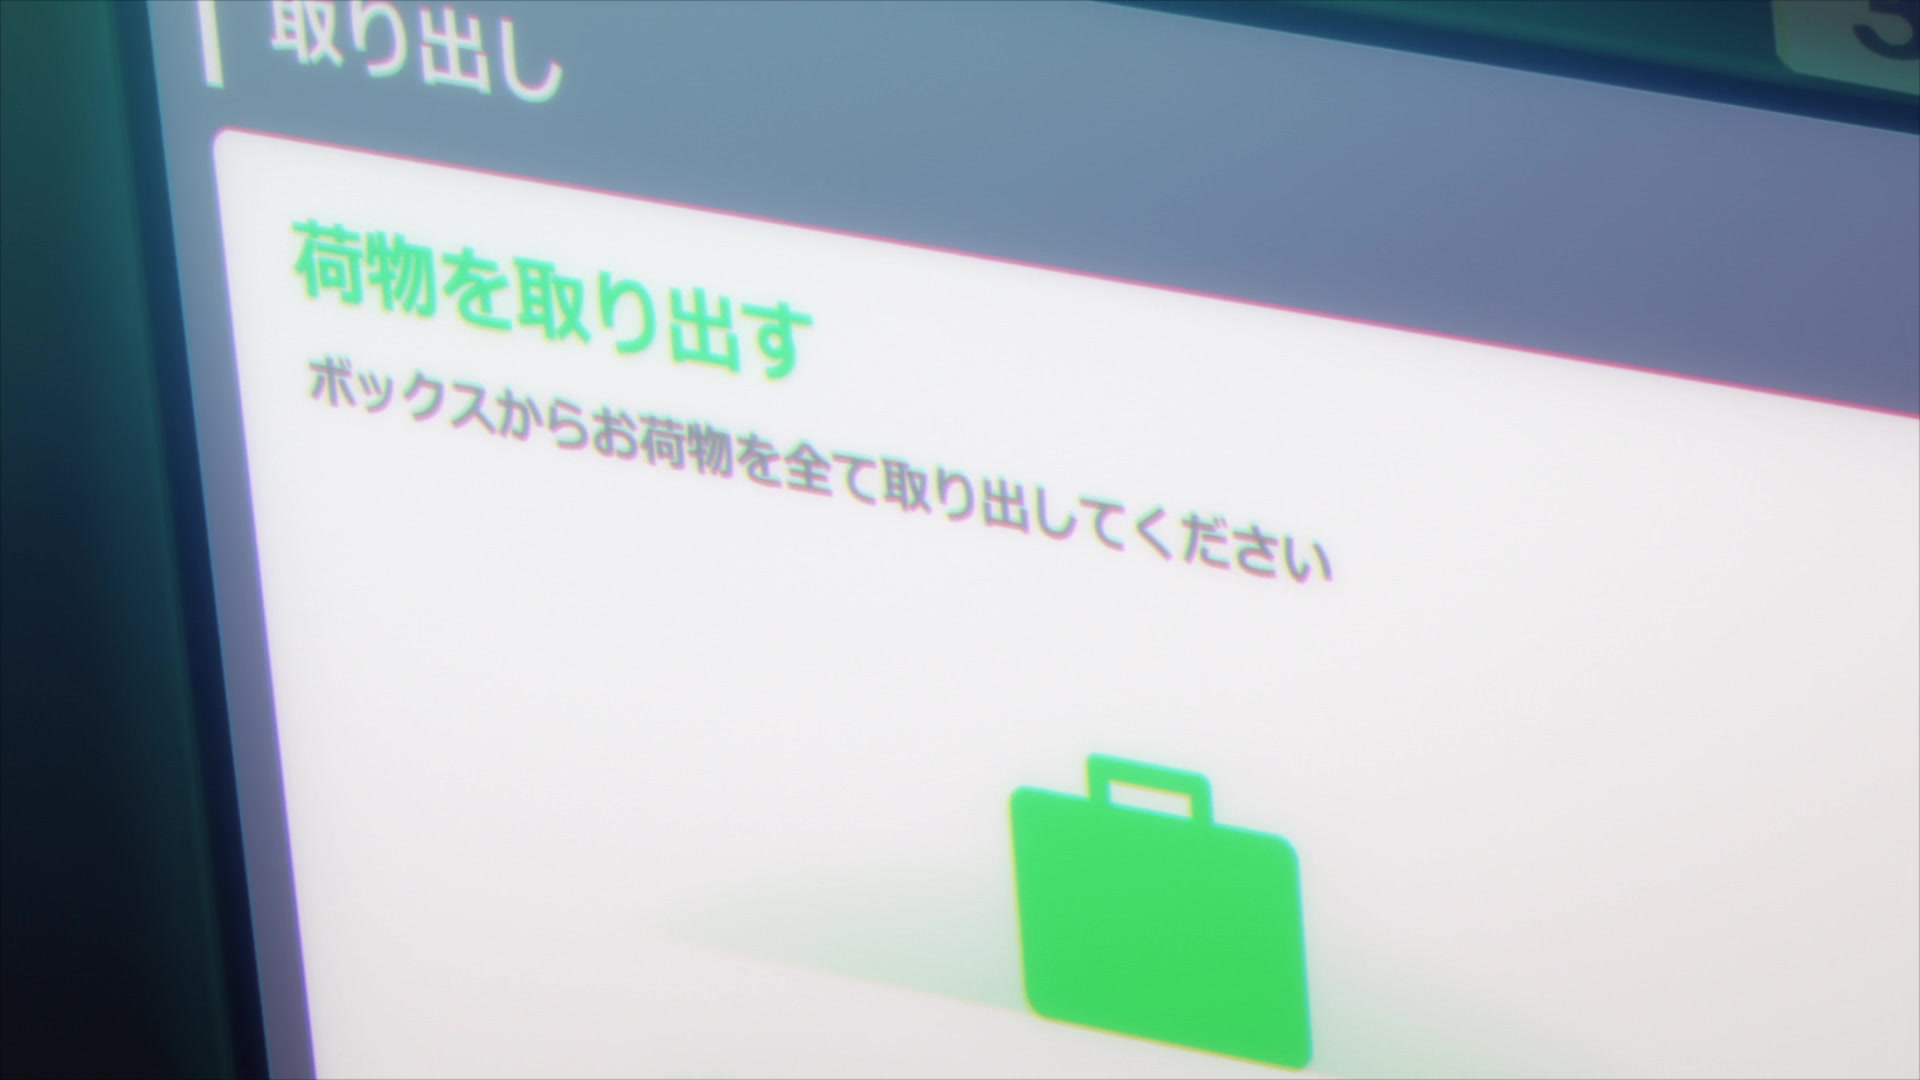 取り出し
荷物を取り出す
ボックスからお荷物を全て取り出してください